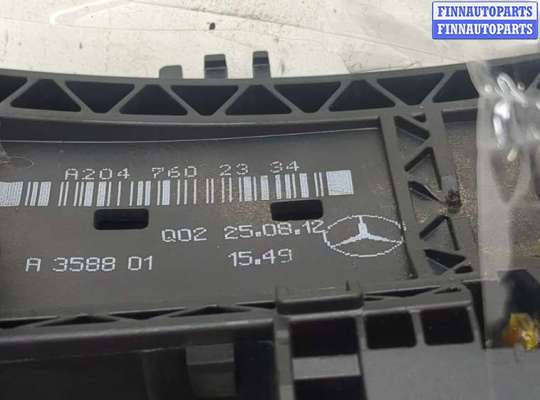 FINNAUTOPARTS
FINNAUTOPARTS
A204 760 23 34
Q02 25.08.12
A 3588 01 15.49